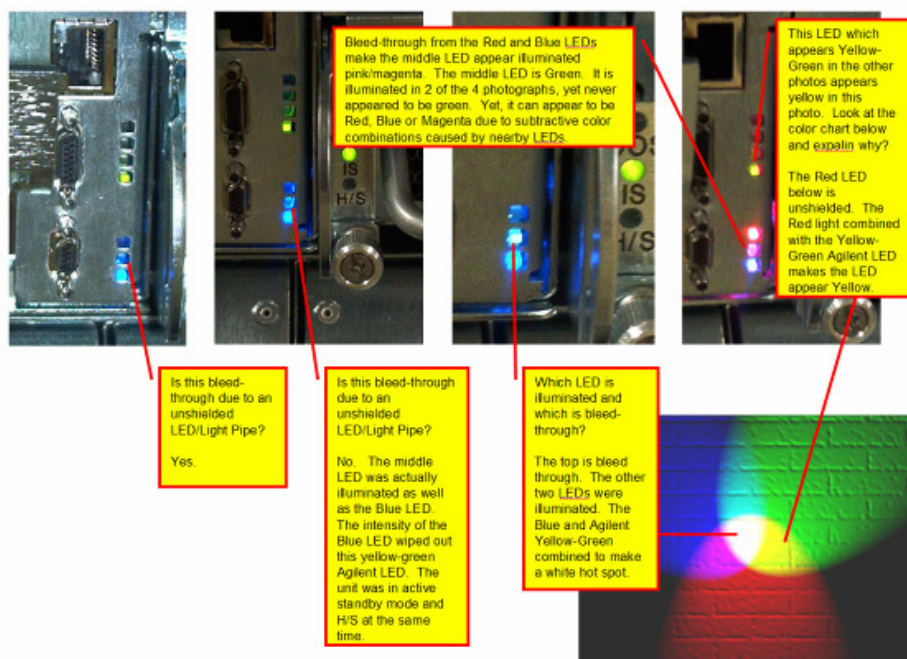 Bleed-through from the Red and Blue LEDs
make the middle LED appear illuminated
pink/magenta. The middle LED is Green. It is
illuminated in 2 of the 4 photographs, yet never
appeared to be green. Yet, it can appear to be
Red, Blue or Magenta due to subtractive color
combinations caused by nearby LEDs.
This LED which
appears Yellow-
Green in the other
photos appears
yellow in this
photo. Look at the
color chart below
and expalin why?
The Red LED
below is
unshielded. The
Red light combined
with the Yellow-
Green Agilent LED
makes the LED
appear Yellow.
IS
H/S
IS
H/S
Is this bleed-
through due to an
unshielded
LED/Light Pipe?
Yes.
Is this bleed-through
due to an
unshielded
LED/Light Pipe?
No. The middle
LED was actually
illuminated as well
as the Blue LED.
The intensity of the
Blue LED wiped out
this yellow-green
Agilent LED. The
unit was in active
standby mode and
H/S at the same
time.
Which LED is
illuminated and
which is bleed-
through?
The top is bleed
through. The other
two LEDs were
illuminated. The
Blue and Agilent
Yellow-Green
combined to make
a white hot spot.